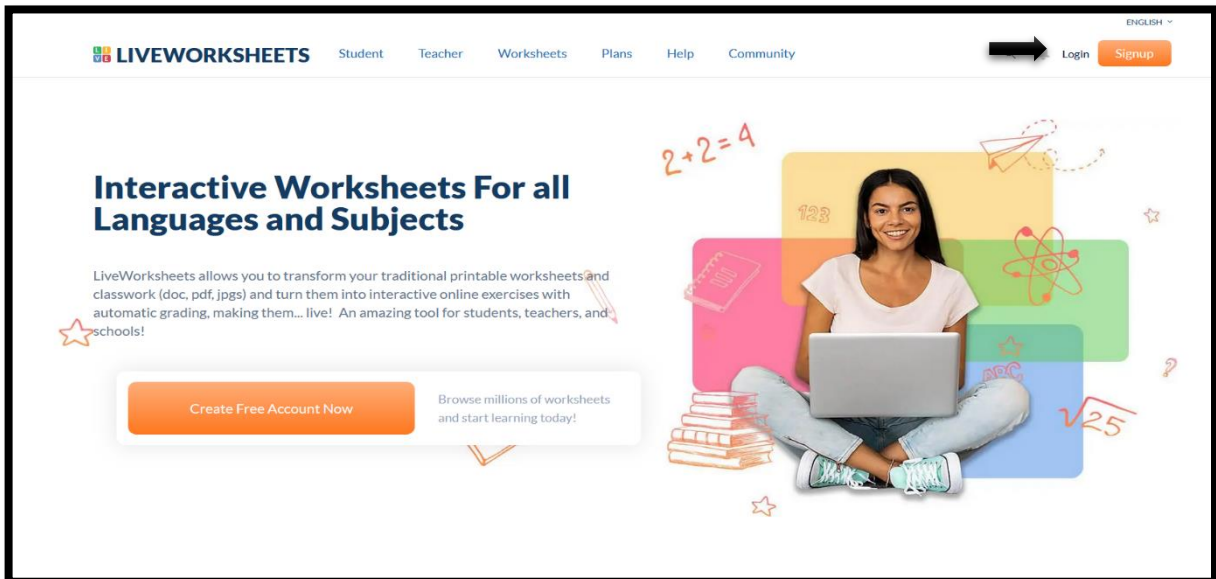 ENGLISH
LIVE LIVEWORKSHEETS Student Teacher Worksheets Plans Help Community Login Signup
2+2=4
Interactive Worksheets For all
Languages and Subjects
123
LiveWorksheets allows you to transform your traditional printable worksheets and
classwork (doc, pdf, jpgs) and turn them into interactive online exercises with
automatic grading, making them... live! An amazing tool for students, teachers, and
schools!
ABC
?
Create Free Account Now
Browse millions of worksheets
and start learning today!
√25